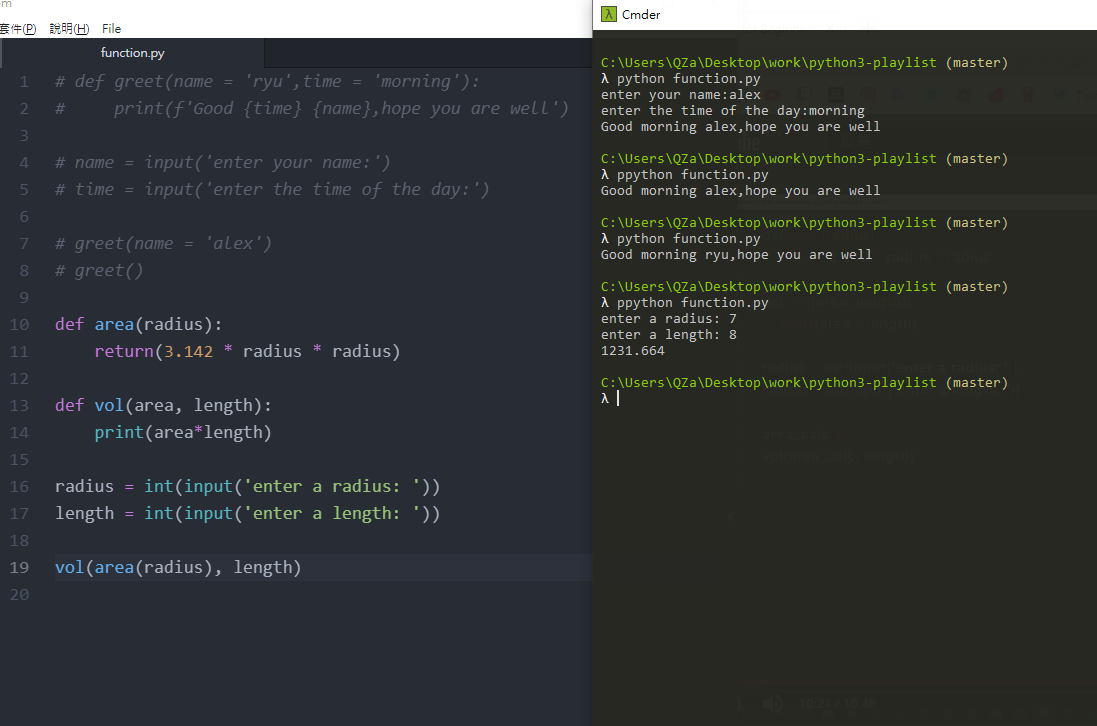 om
套件(P) 說明(H) File
function.py
1 # def greet(name = 'ryu',time = 'morning'):
2 #     print(f'Good {time} {name},hope you are well')
3
4 # name = input('enter your name:')
5 # time = input('enter the time of the day:')
6
7 # greet(name = 'alex')
8 # greet()
9
10 def area(radius):
11     return(3.142 * radius * radius)
12
13 def vol(area, length):
14     print(area*length)
15
16 radius = int(input('enter a radius: '))
17 length = int(input('enter a length: '))
18
19 vol(area(radius), length)
20
λ Cmder
C:\Users\QZa\Desktop\work\python3-playlist (master)
λ python function.py
enter your name:alex
enter the time of the day:morning
Good morning alex,hope you are well
C:\Users\QZa\Desktop\work\python3-playlist (master)
λ ppython function.py
Good morning alex,hope you are well
C:\Users\QZa\Desktop\work\python3-playlist (master)
λ python function.py
Good morning ryu,hope you are well
C:\Users\QZa\Desktop\work\python3-playlist (master)
λ ppython function.py
enter a radius: 7
enter a length: 8
1231.664
C:\Users\QZa\Desktop\work\python3-playlist (master)
λ